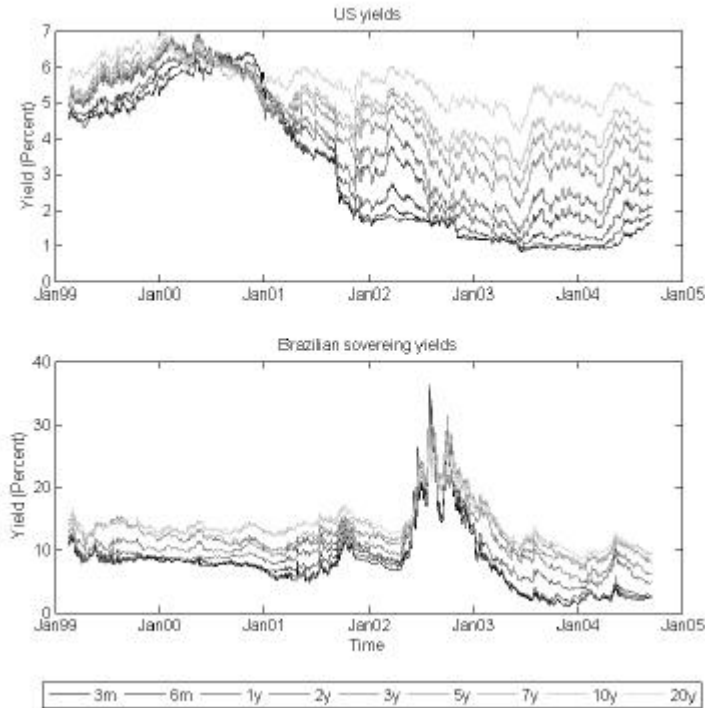 US yields
7
6
5
4
3
2
1
0
Yield (Percent)
Jan99 Jan00 Jan01 Jan02 Jan03 Jan04 Jan05
Brazilian sovereing yields
40
30
20
10
0
Yield (Percent)
Jan99 Jan00 Jan01 Jan02 Jan03 Jan04 Jan05
Time
3m 6m 1y 2y 3y 5y 7y 10y 20y